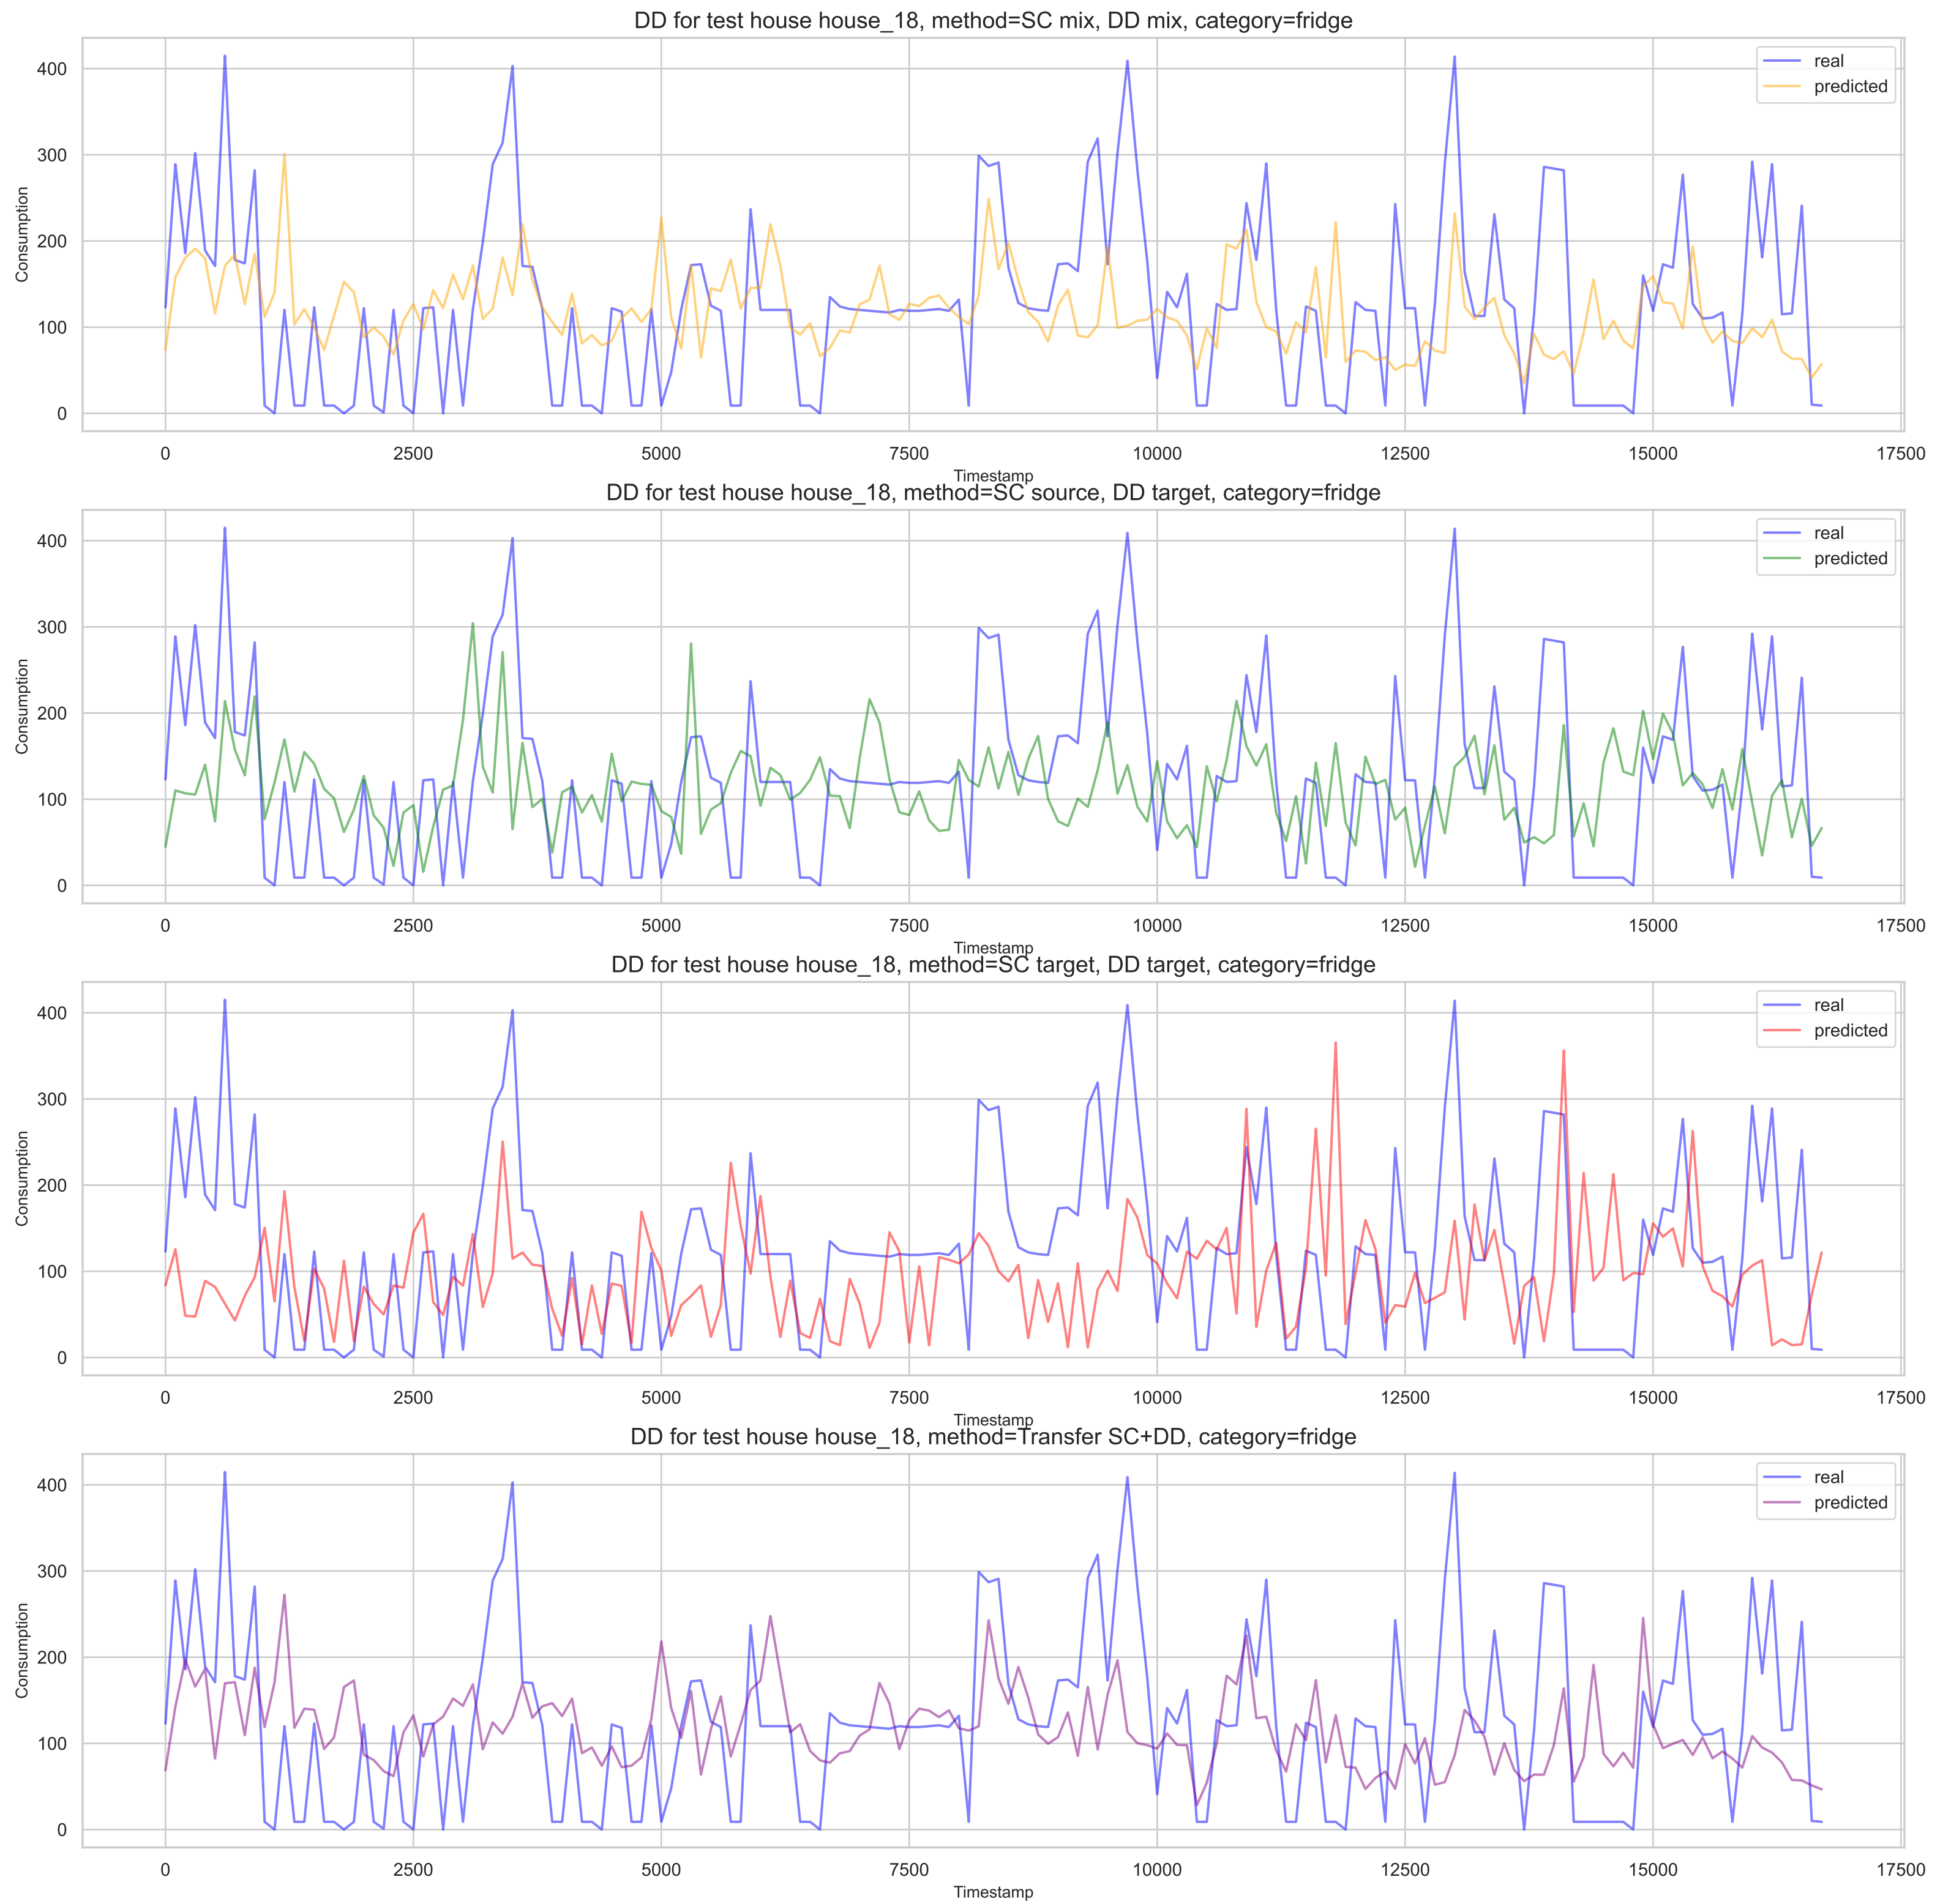 DD for test house house_18, method=SC mix, DD mix, category=fridge
real
predicted
Consumption
400
300
200
100
0
0 2500 5000 7500 10000 12500 15000 17500
Timestamp
DD for test house house_18, method=SC source, DD target, category=fridge
real
predicted
Consumption
400
300
200
100
0
0 2500 5000 7500 10000 12500 15000 17500
Timestamp
DD for test house house_18, method=SC target, DD target, category=fridge
real
predicted
Consumption
400
300
200
100
0
0 2500 5000 7500 10000 12500 15000 17500
Timestamp
DD for test house house_18, method=Transfer SC+DD, category=fridge
real
predicted
Consumption
400
300
200
100
0
0 2500 5000 7500 10000 12500 15000 17500
Timestamp